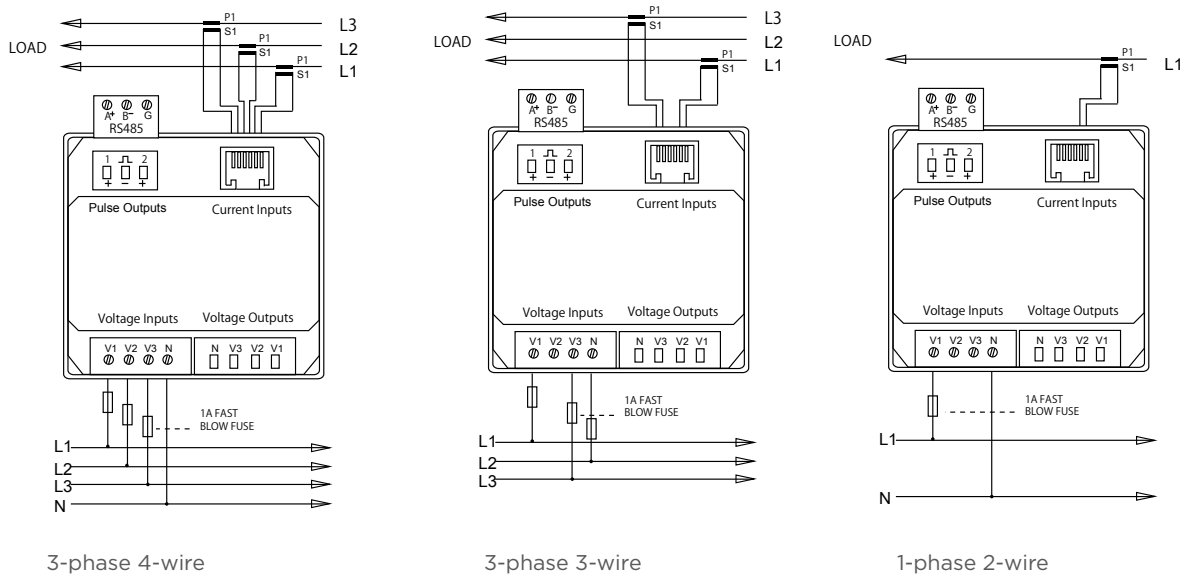 P1
S1
L3
LOAD
P1
S1
L2
P1
S1
L1
A+ B− G
RS485
1 2
+ − +
Pulse Outputs
Current Inputs
Voltage Inputs
Voltage Outputs
V1 V2 V3 N
N V3 V2 V1
1A FAST
BLOW FUSE
L1
L2
L3
N
3-phase 4-wire
P1
S1
L3
LOAD
L2
P1
S1
L1
A+ B− G
RS485
1 2
+ − +
Pulse Outputs
Current Inputs
Voltage Inputs
Voltage Outputs
V1 V2 V3 N
N V3 V2 V1
1A FAST
BLOW FUSE
L1
L2
L3
3-phase 3-wire
LOAD
P1
S1
L1
A+ B− G
RS485
1 2
+ − +
Pulse Outputs
Current Inputs
Voltage Inputs
Voltage Outputs
V1 V2 V3 N
N V3 V2 V1
1A FAST
BLOW FUSE
L1
N
1-phase 2-wire